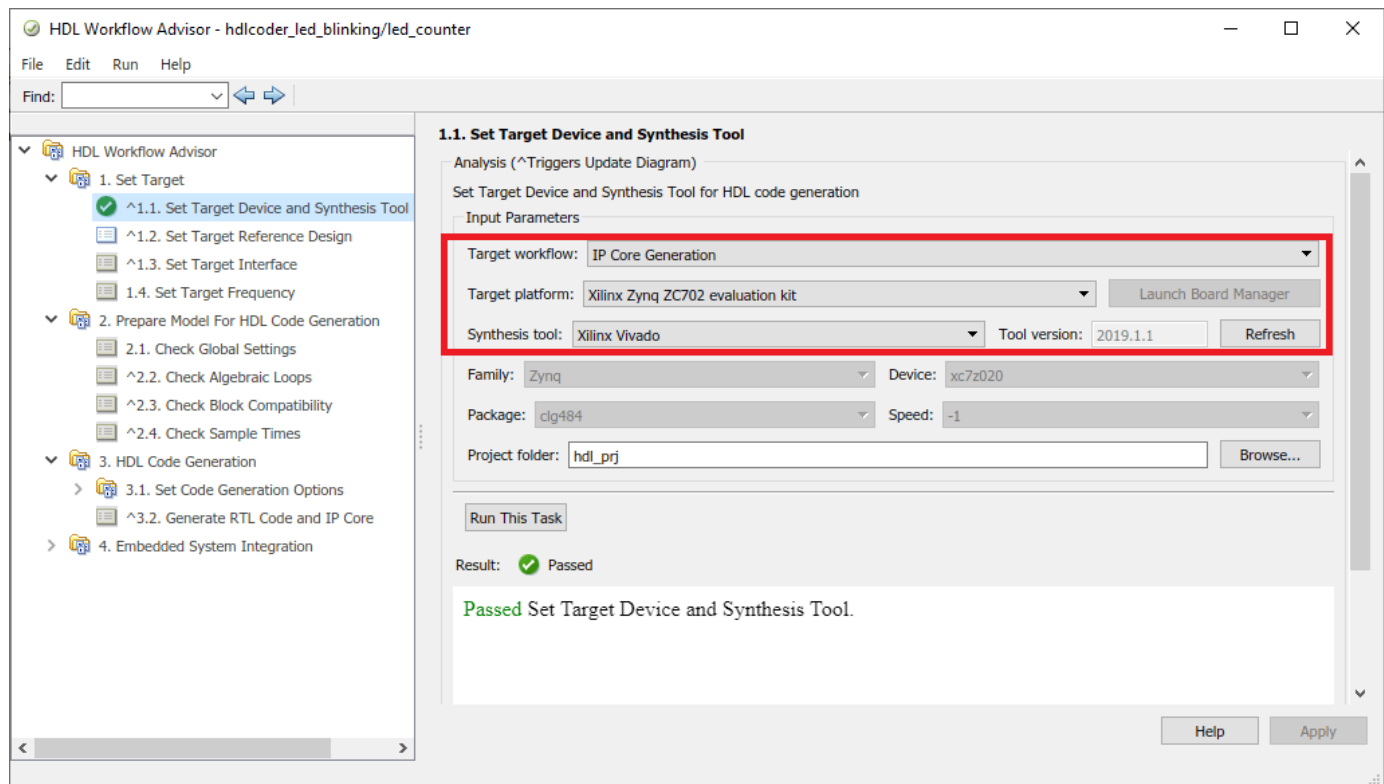 HDL Workflow Advisor - hdlcoder_led_blinking/led_counter
File Edit Run Help
Find:
HDL Workflow Advisor
1. Set Target
^1.1. Set Target Device and Synthesis Tool
^1.2. Set Target Reference Design
^1.3. Set Target Interface
1.4. Set Target Frequency
2. Prepare Model For HDL Code Generation
2.1. Check Global Settings
^2.2. Check Algebraic Loops
^2.3. Check Block Compatibility
^2.4. Check Sample Times
3. HDL Code Generation
3.1. Set Code Generation Options
^3.2. Generate RTL Code and IP Core
4. Embedded System Integration
1.1. Set Target Device and Synthesis Tool
Analysis (^Triggers Update Diagram)
Set Target Device and Synthesis Tool for HDL code generation
Input Parameters
Target workflow: IP Core Generation
Target platform: Xilinx Zynq ZC702 evaluation kit Launch Board Manager
Synthesis tool: Xilinx Vivado Tool version: 2019.1.1 Refresh
Family: Zynq Device: xc7z020
Package: clg484 Speed: -1
Project folder: hdl_prj Browse...
Run This Task
Result: Passed
Passed Set Target Device and Synthesis Tool.
Help Apply